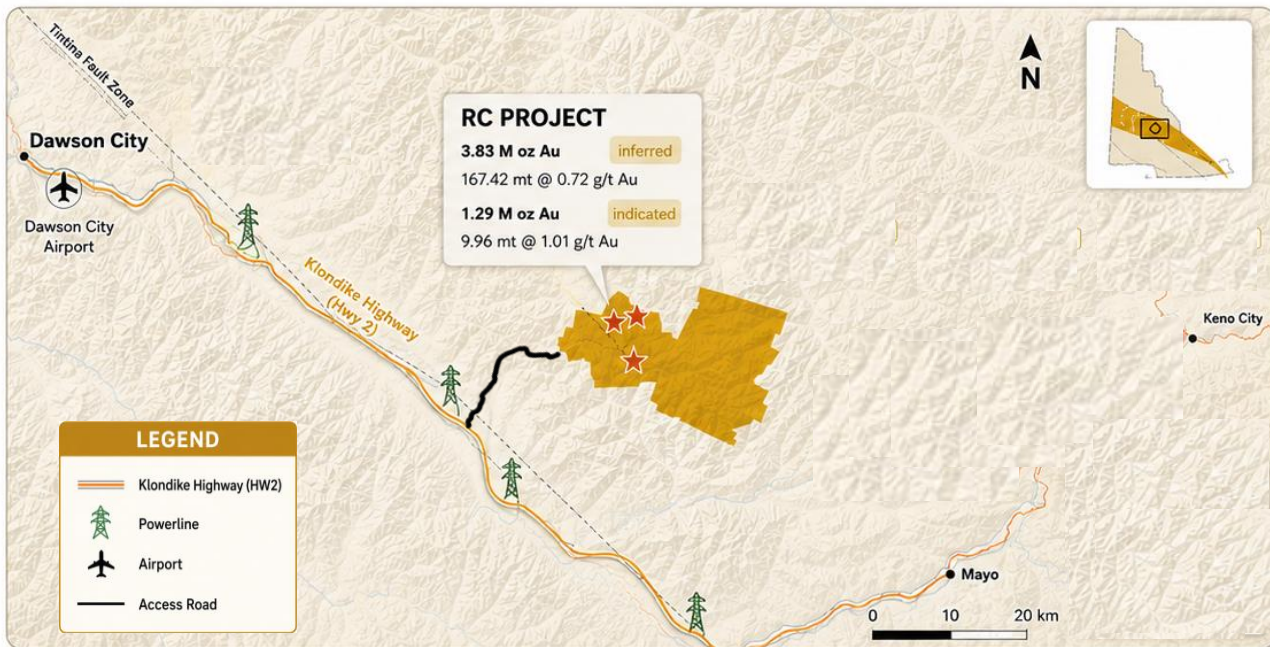 Tintina Fault Zone
Dawson City
Dawson City
Airport
Klondike Highway
(Hwy 2)
RC PROJECT
3.83 M oz Au
inferred
167.42 mt @ 0.72 g/t Au
1.29 M oz Au
indicated
9.96 mt @ 1.01 g/t Au
N
Keno City
Mayo
0 10 20 km
LEGEND
Klondike Highway (HW2)
Powerline
Airport
Access Road